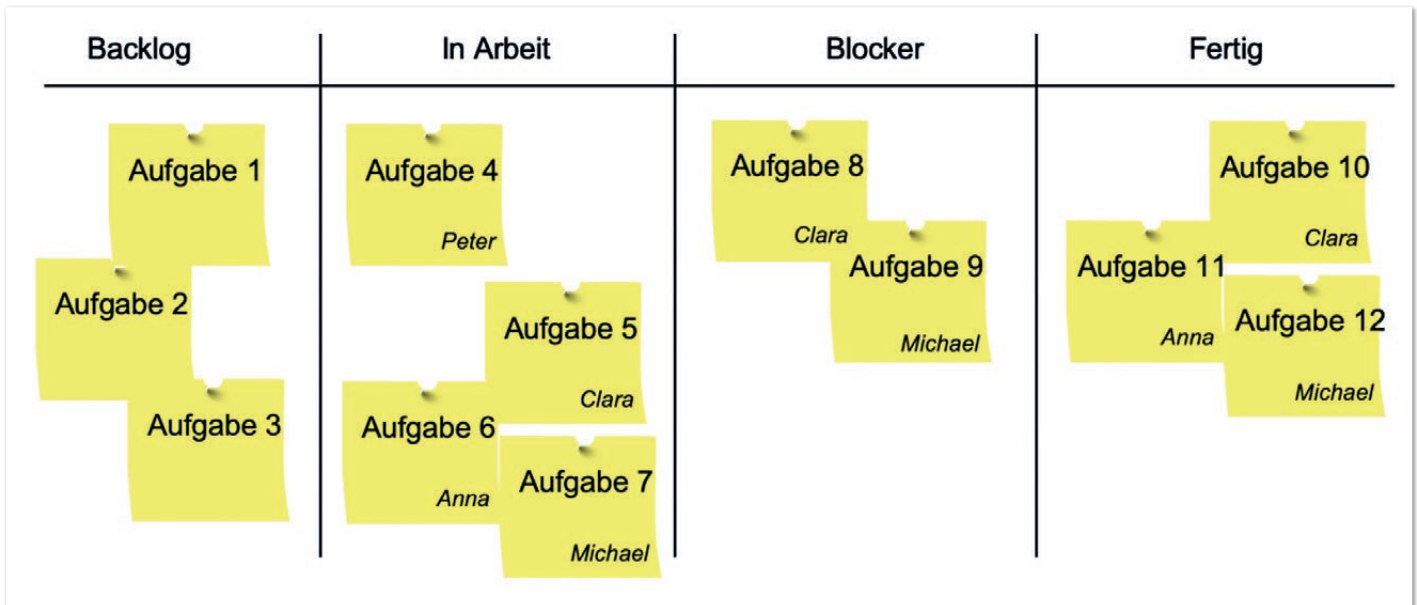 Backlog
In Arbeit
Blocker
Fertig
Aufgabe 1
Aufgabe 2
Aufgabe 3
Aufgabe 4
Peter
Aufgabe 5
Clara
Aufgabe 6
Anna
Aufgabe 7
Michael
Aufgabe 8
Clara
Aufgabe 9
Michael
Aufgabe 10
Clara
Aufgabe 11
Anna
Aufgabe 12
Michael